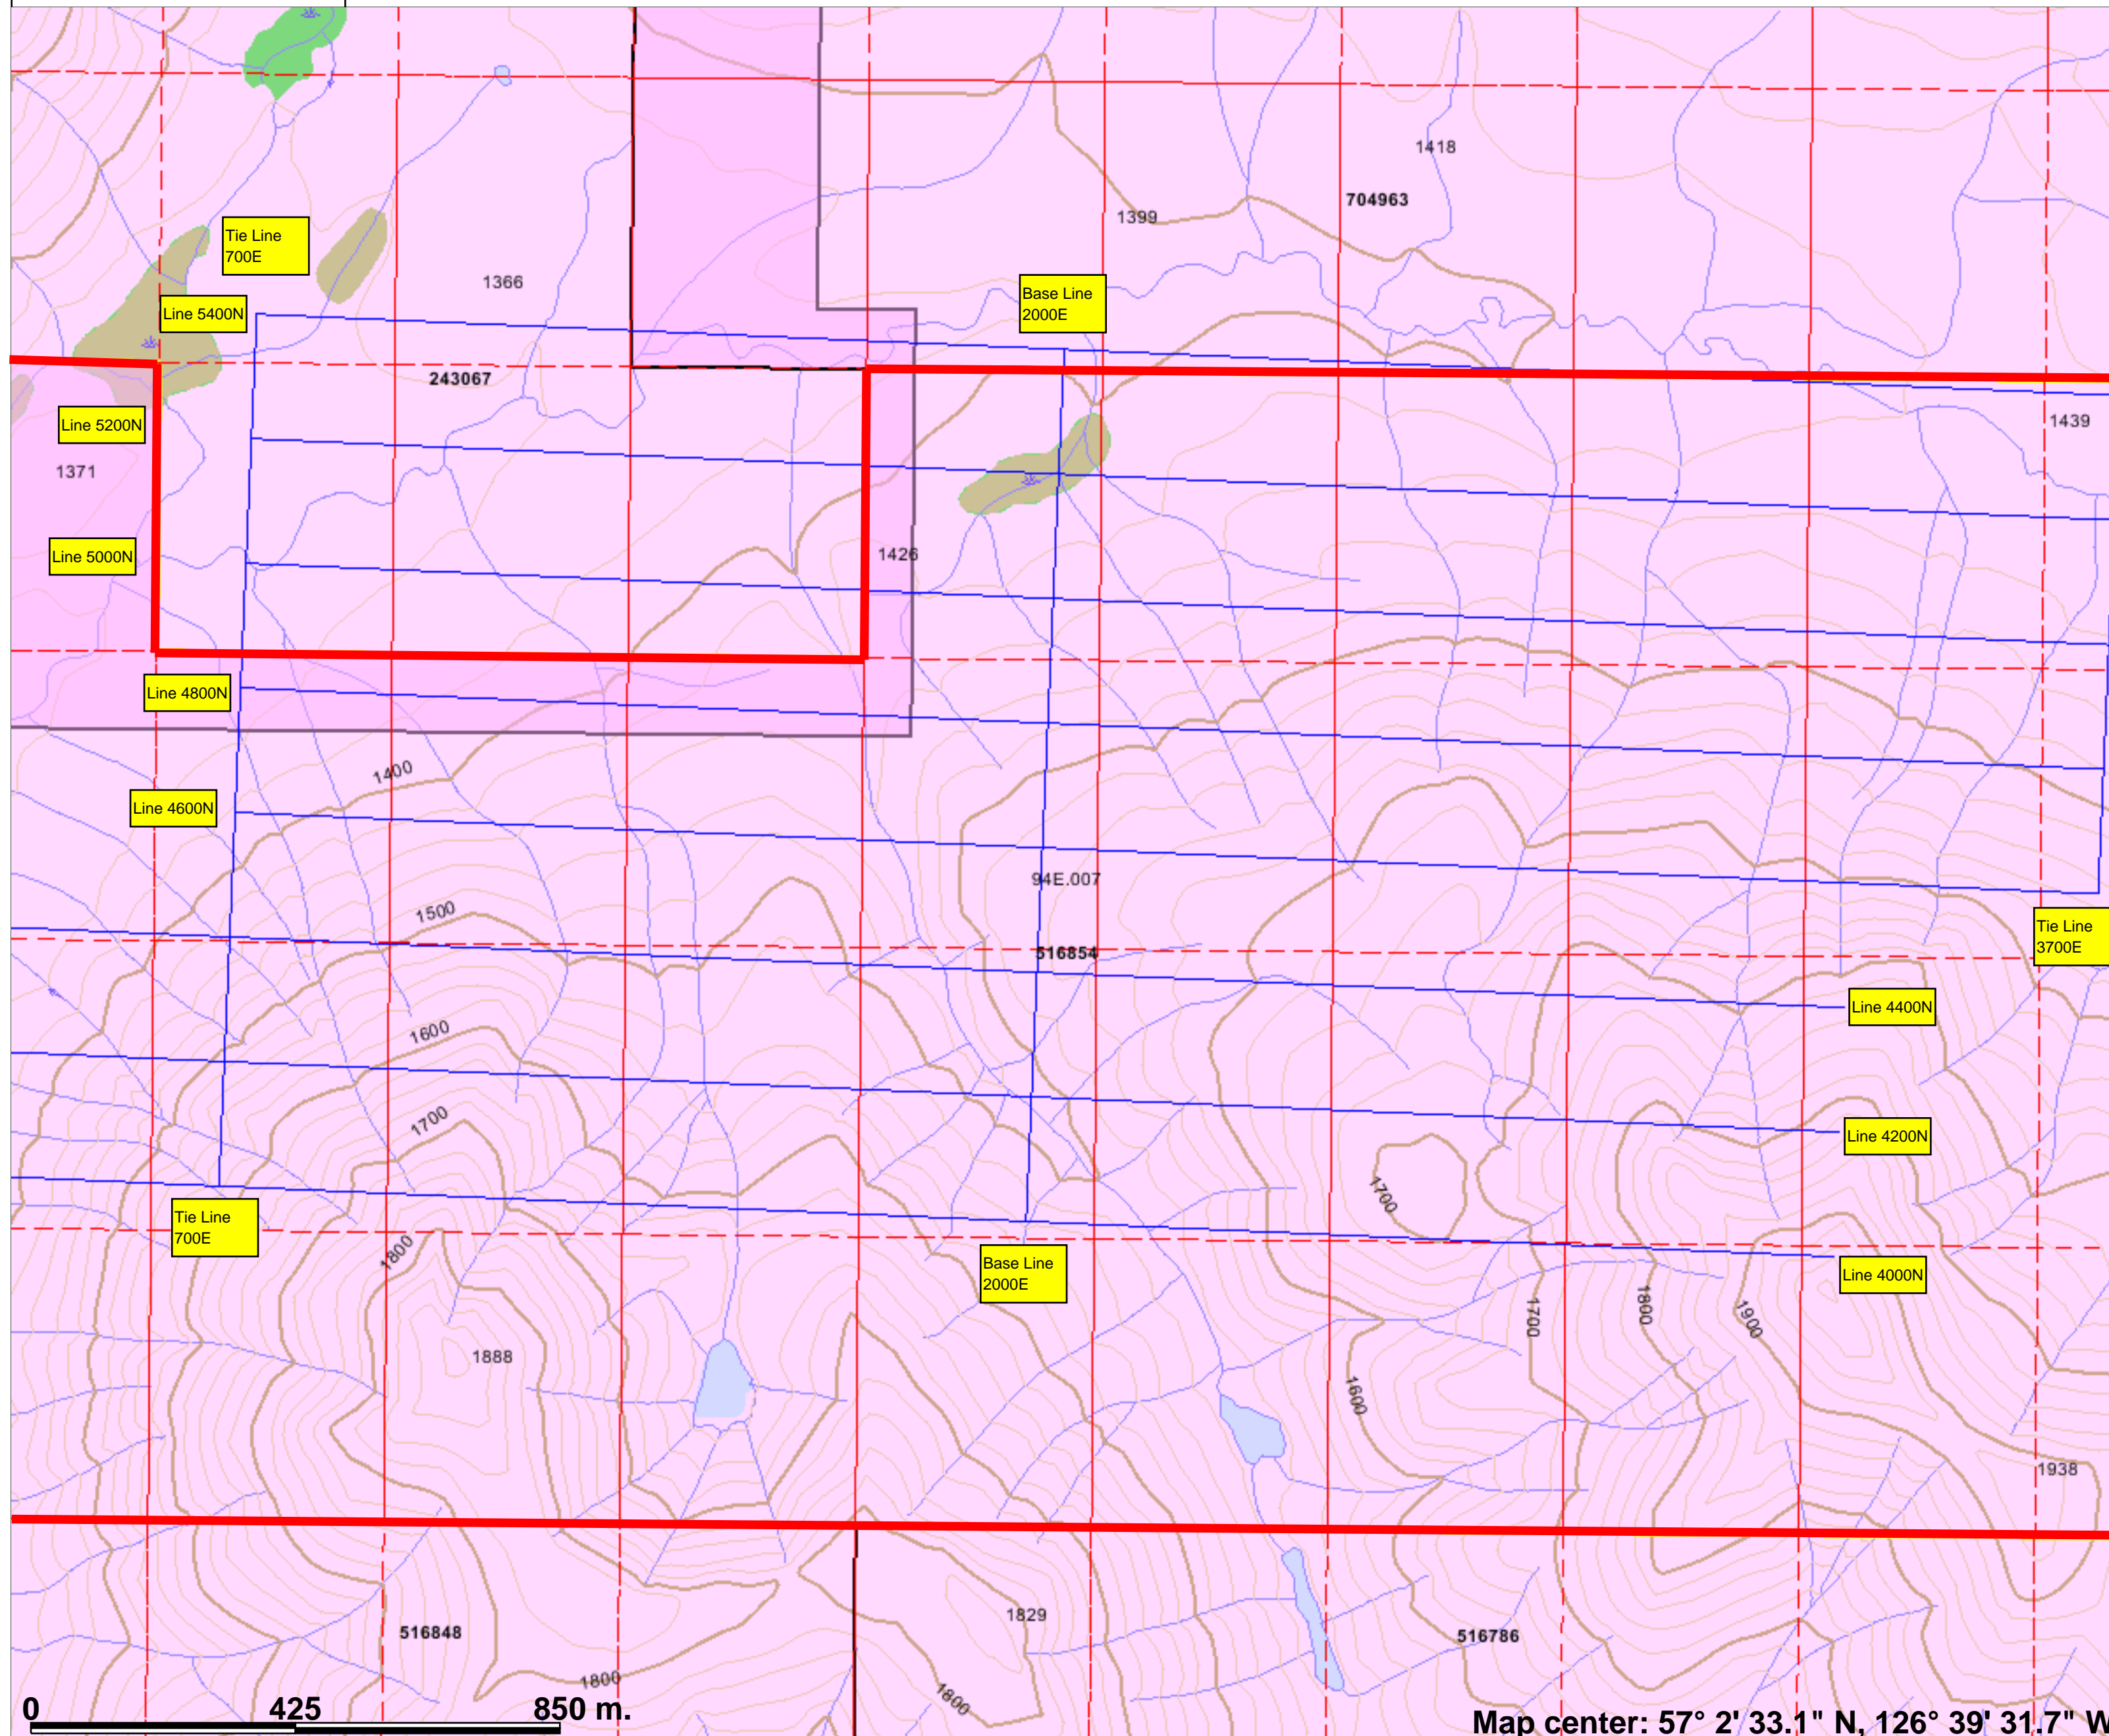 1418
704963
1399
Tie Line
700E
1366
Base Line
2000E
Line 5400N
243067
Line 5200N
1439
1371
Line 5000N
1426
Line 4800N
1400
Line 4600N
94E.007
1500
516854
Tie Line
3700E
Line 4400N
1600
1700
Line 4200N
1700
Tie Line
700E
1800
Base Line
2000E
Line 4000N
1700
1800
1900
1888
1600
1938
1829
516848
516786
1800
1800
0 425 850 m.
Map center: 57° 2' 33.1" N, 126° 39' 31.7" W